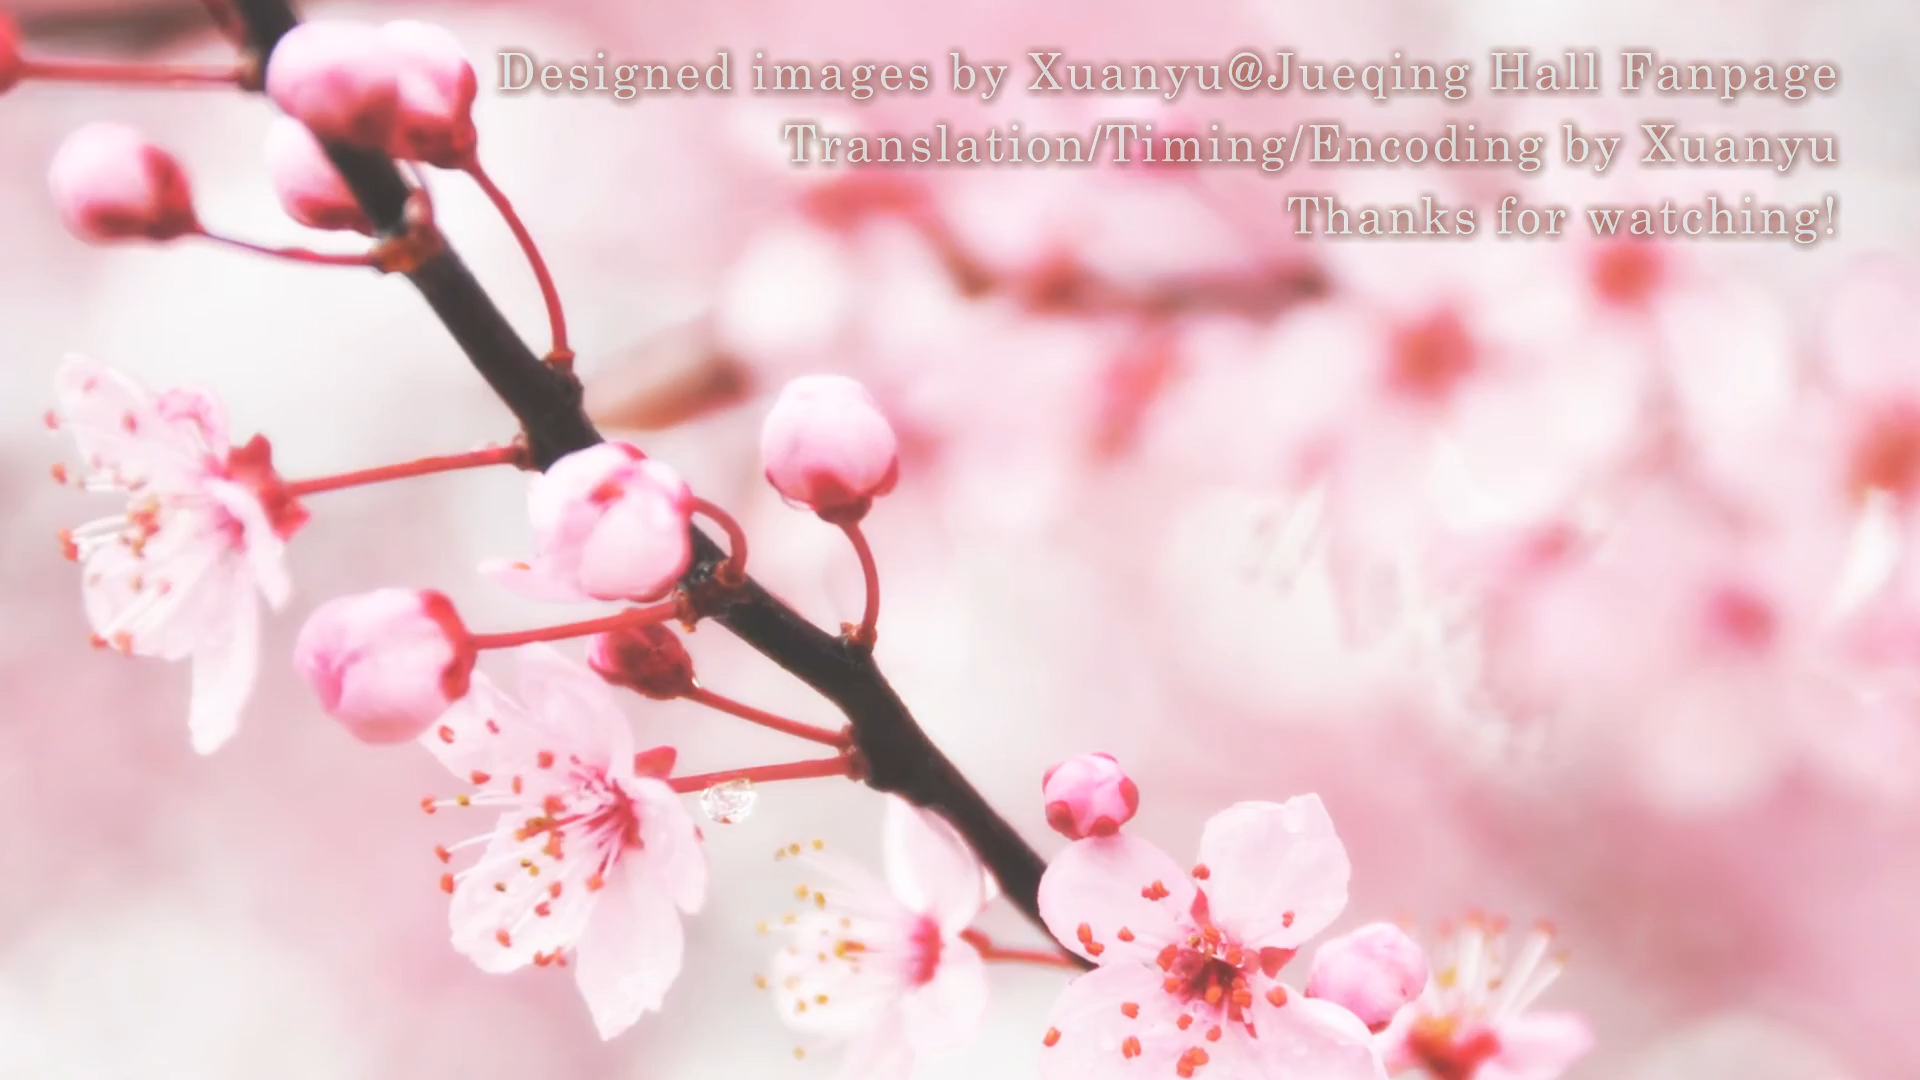 Designed images by Xuanyu@Jueqing Hall Fanpage
Translation/Timing/Encoding by Xuanyu
Thanks for watching!